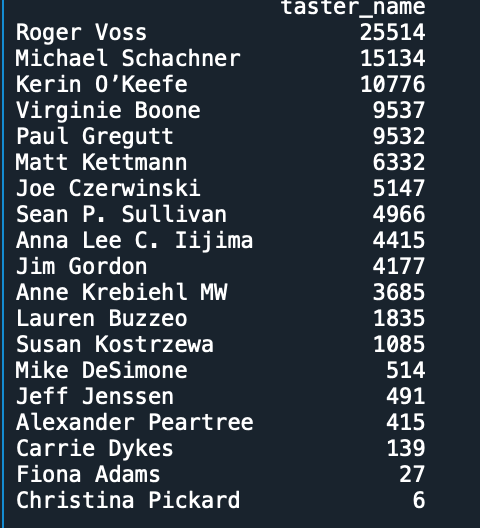 taster_name
Roger Voss 25514
Michael Schachner 15134
Kerin O’Keefe 10776
Virginie Boone 9537
Paul Gregutt 9532
Matt Kettmann 6332
Joe Czerwinski 5147
Sean P. Sullivan 4966
Anna Lee C. Iijima 4415
Jim Gordon 4177
Anne Krebiehl MW 3685
Lauren Buzzeo 1835
Susan Kostrzewa 1085
Mike DeSimone 514
Jeff Jenssen 491
Alexander Peartree 415
Carrie Dykes 139
Fiona Adams 27
Christina Pickard 6